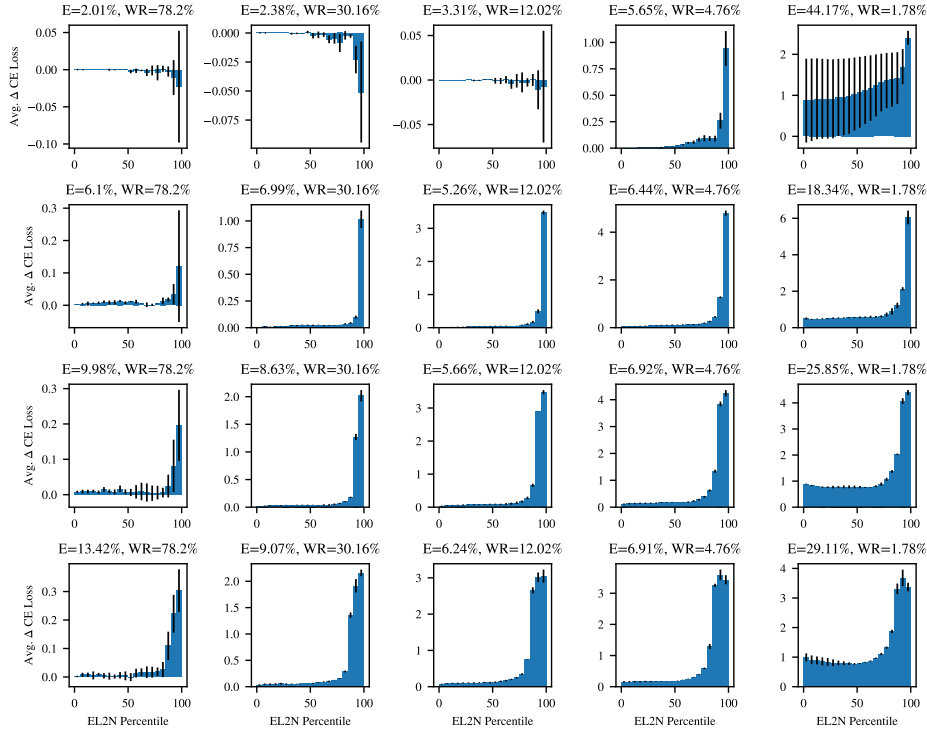 E=2.01%, WR=78.2% E=2.38%, WR=30.16% E=3.31%, WR=12.02% E=5.65%, WR=4.76% E=44.17%, WR=1.78%
Avg. Δ CE Loss
0.05
0.00
−0.05
−0.10
0 50 100
0.000
−0.025
−0.050
−0.075
0 50 100
0.05
0.00
−0.05
0 50 100
1.00
0.75
0.50
0.25
0.00
0 50 100
2
1
0
0 50 100
E=6.1%, WR=78.2% E=6.99%, WR=30.16% E=5.26%, WR=12.02% E=6.44%, WR=4.76% E=18.34%, WR=1.78%
Avg. Δ CE Loss
0.3
0.2
0.1
0.0
0 50 100
1.00
0.75
0.50
0.25
0.00
0 50 100
3
2
1
0
0 50 100
4
2
0
0 50 100
6
4
2
0
0 50 100
E=9.98%, WR=78.2% E=8.63%, WR=30.16% E=5.66%, WR=12.02% E=6.92%, WR=4.76% E=25.85%, WR=1.78%
Avg. Δ CE Loss
0.3
0.2
0.1
0.0
0 50 100
2.0
1.5
1.0
0.5
0.0
0 50 100
3
2
1
0
0 50 100
4
3
2
1
0
0 50 100
4
3
2
1
0
0 50 100
E=13.42%, WR=78.2% E=9.07%, WR=30.16% E=6.24%, WR=12.02% E=6.91%, WR=4.76% E=29.11%, WR=1.78%
Avg. Δ CE Loss
0.3
0.2
0.1
0.0
0 50 100
2.0
1.5
1.0
0.5
0.0
0 50 100
3
2
1
0
0 50 100
3
2
1
0
0 50 100
4
3
2
1
0
0 50 100
EL2N Percentile EL2N Percentile EL2N Percentile EL2N Percentile EL2N Percentile